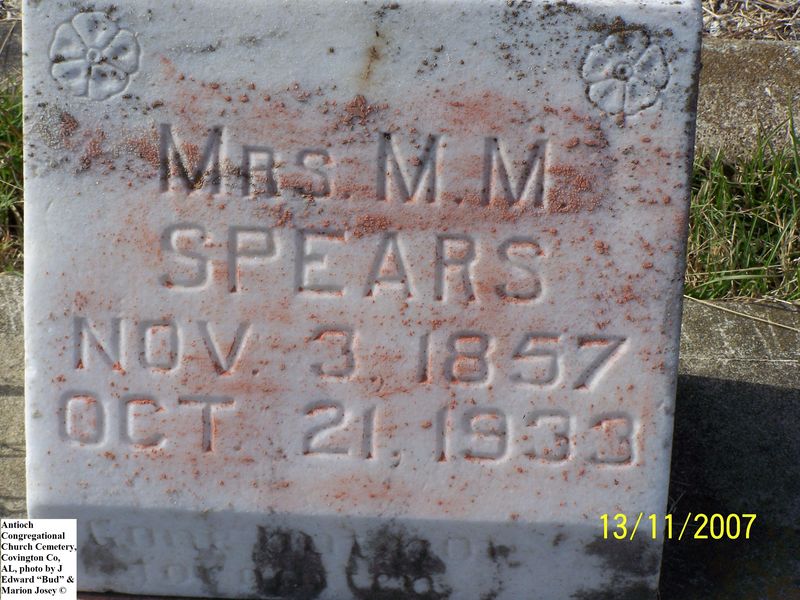 Mrs. M. M.
SPEARS
NOV. 3, 1857
OCT. 21, 1933
13/11/2007
Antioch
Congregational
Church Cemetery,
Covington Co,
AL, photo by J
Edward “Bud” &
Marion Josey ©